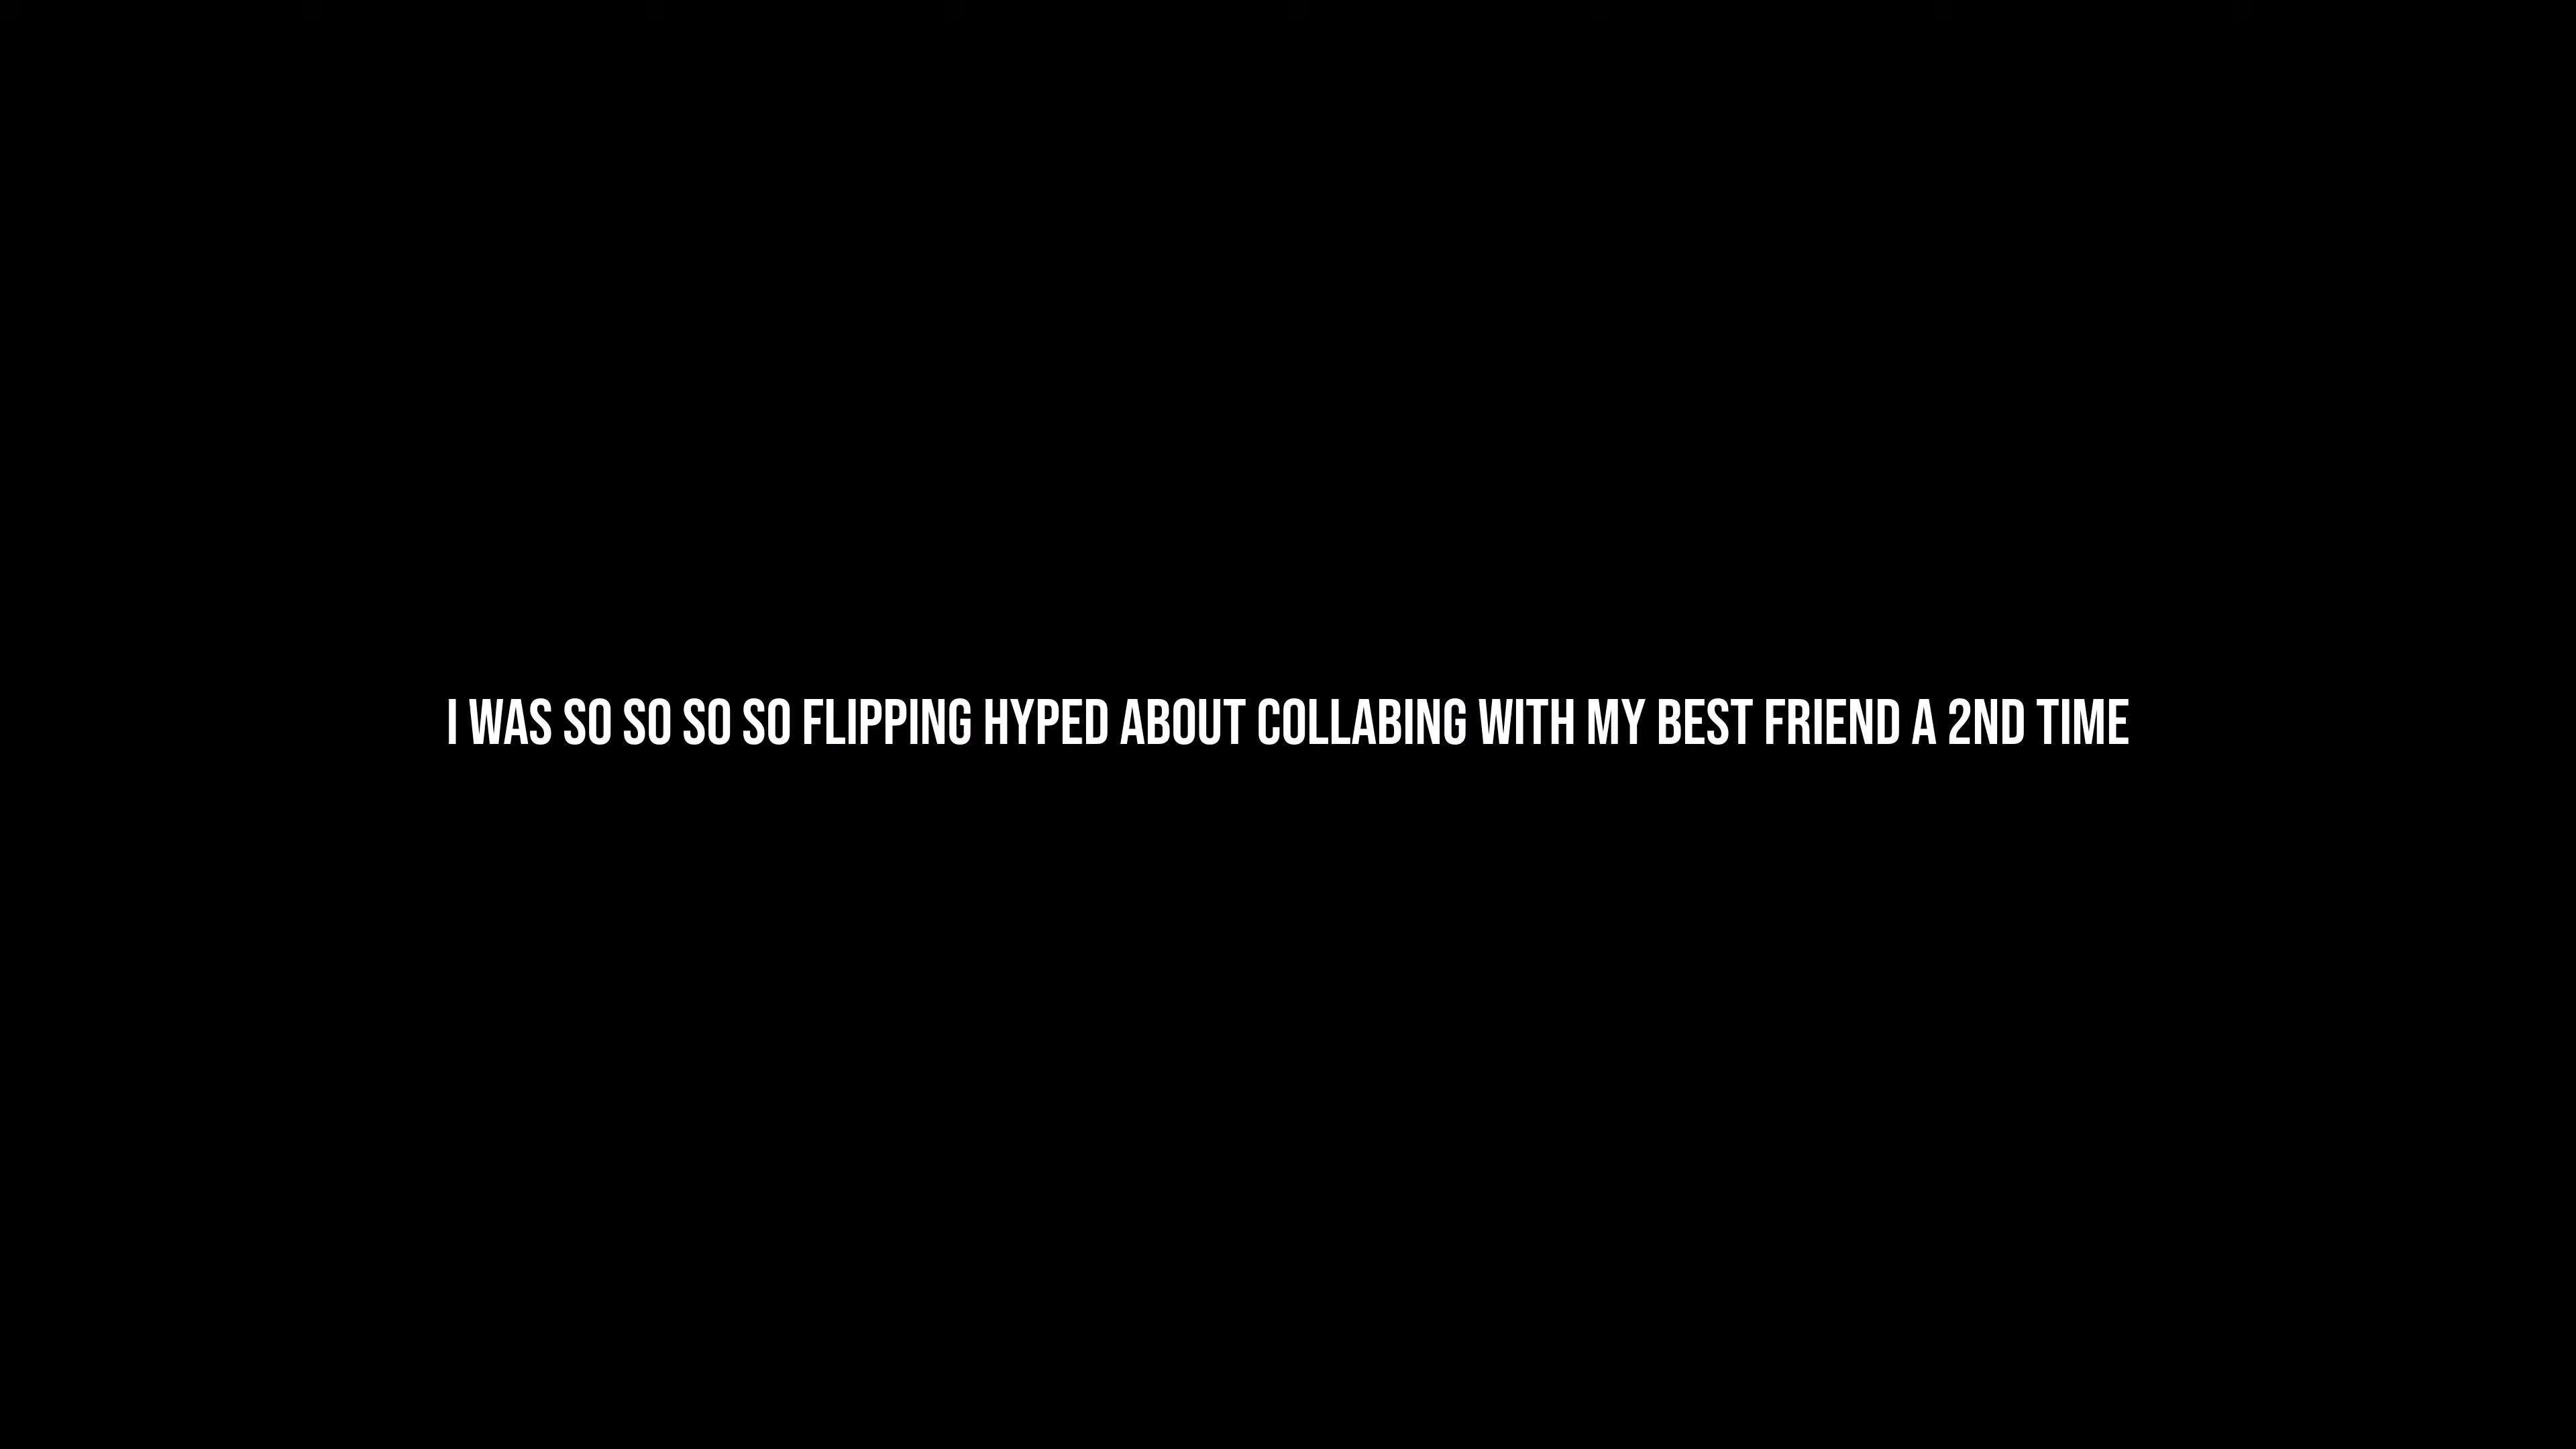 I WAS SO SO SO SO FLIPPING HYPED ABOUT COLLABING WITH MY BEST FRIEND A 2ND TIME